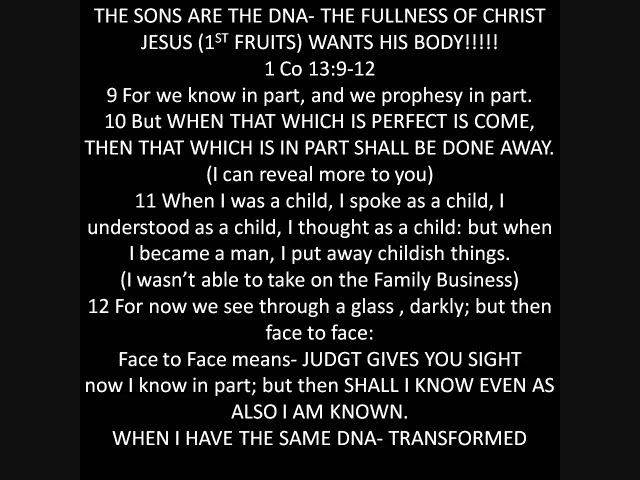 THE SONS ARE THE DNA- THE FULLNESS OF CHRIST
JESUS (1ST FRUITS) WANTS HIS BODY!!!!!
1 Co 13:9-12
9 For we know in part, and we prophesy in part.
10 But WHEN THAT WHICH IS PERFECT IS COME,
THEN THAT WHICH IS IN PART SHALL BE DONE AWAY.
(I can reveal more to you)
11 When I was a child, I spoke as a child, I
understood as a child, I thought as a child: but when
I became a man, I put away childish things.
(I wasn't able to take on the Family Business)
12 For now we see through a glass , darkly; but then
face to face:
Face to Face means- JUDGT GIVES YOU SIGHT
now I know in part; but then SHALL I KNOW EVEN AS
ALSO I AM KNOWN.
WHEN I HAVE THE SAME DNA- TRANSFORMED